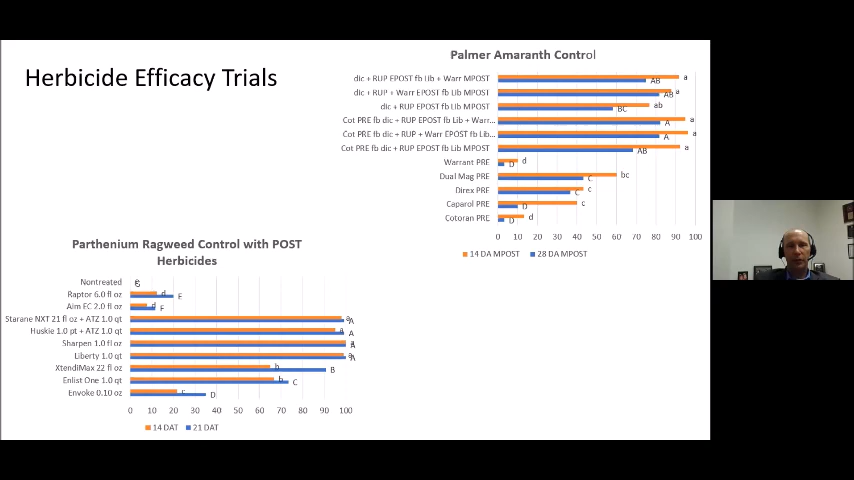 Herbicide Efficacy Trials
Palmer Amaranth Control
dic + RUP EPOST fb Lib + Warr MPOST
a
AB
dic + RUP + Warr EPOST fb Lib MPOST
a
AB
dic + RUP EPOST fb LIb MPOST
ab
BC
Cot PRE fb dic + RUP EPOST fb Lib + Warr...
a
A
Cot PRE fb dic + RUP + Warr EPOST fb Lib...
a
A
Cot PRE fb dic + RUP EPOST fb Lib MPOST
a
AB
Warrant PRE
d
D
Dual Mag PRE
bc
C
Direx PRE
c
C
Caparol PRE
c
D
Cotoran PRE
d
D
0 10 20 30 40 50 60 70 80 90 100
14 DA MPOST 28 DA MPOST
Parthenium Ragweed Control with POST
Herbicides
Nontreated
Raptor 6.0 fl oz
d
E
Aim EC 2.0 fl oz
d
F
Starane NXT 21 fl oz + ATZ 1.0 qt
a
A
Huskie 1.0 pt + ATZ 1.0 qt
a
A
Sharpen 1.0 fl oz
a
A
Liberty 1.0 qt
a
A
XtendiMax 22 fl oz
b
B
Enlist One 1.0 qt
b
C
Envoke 0.10 oz
c
D
0 10 20 30 40 50 60 70 80 90 100
14 DAT 21 DAT